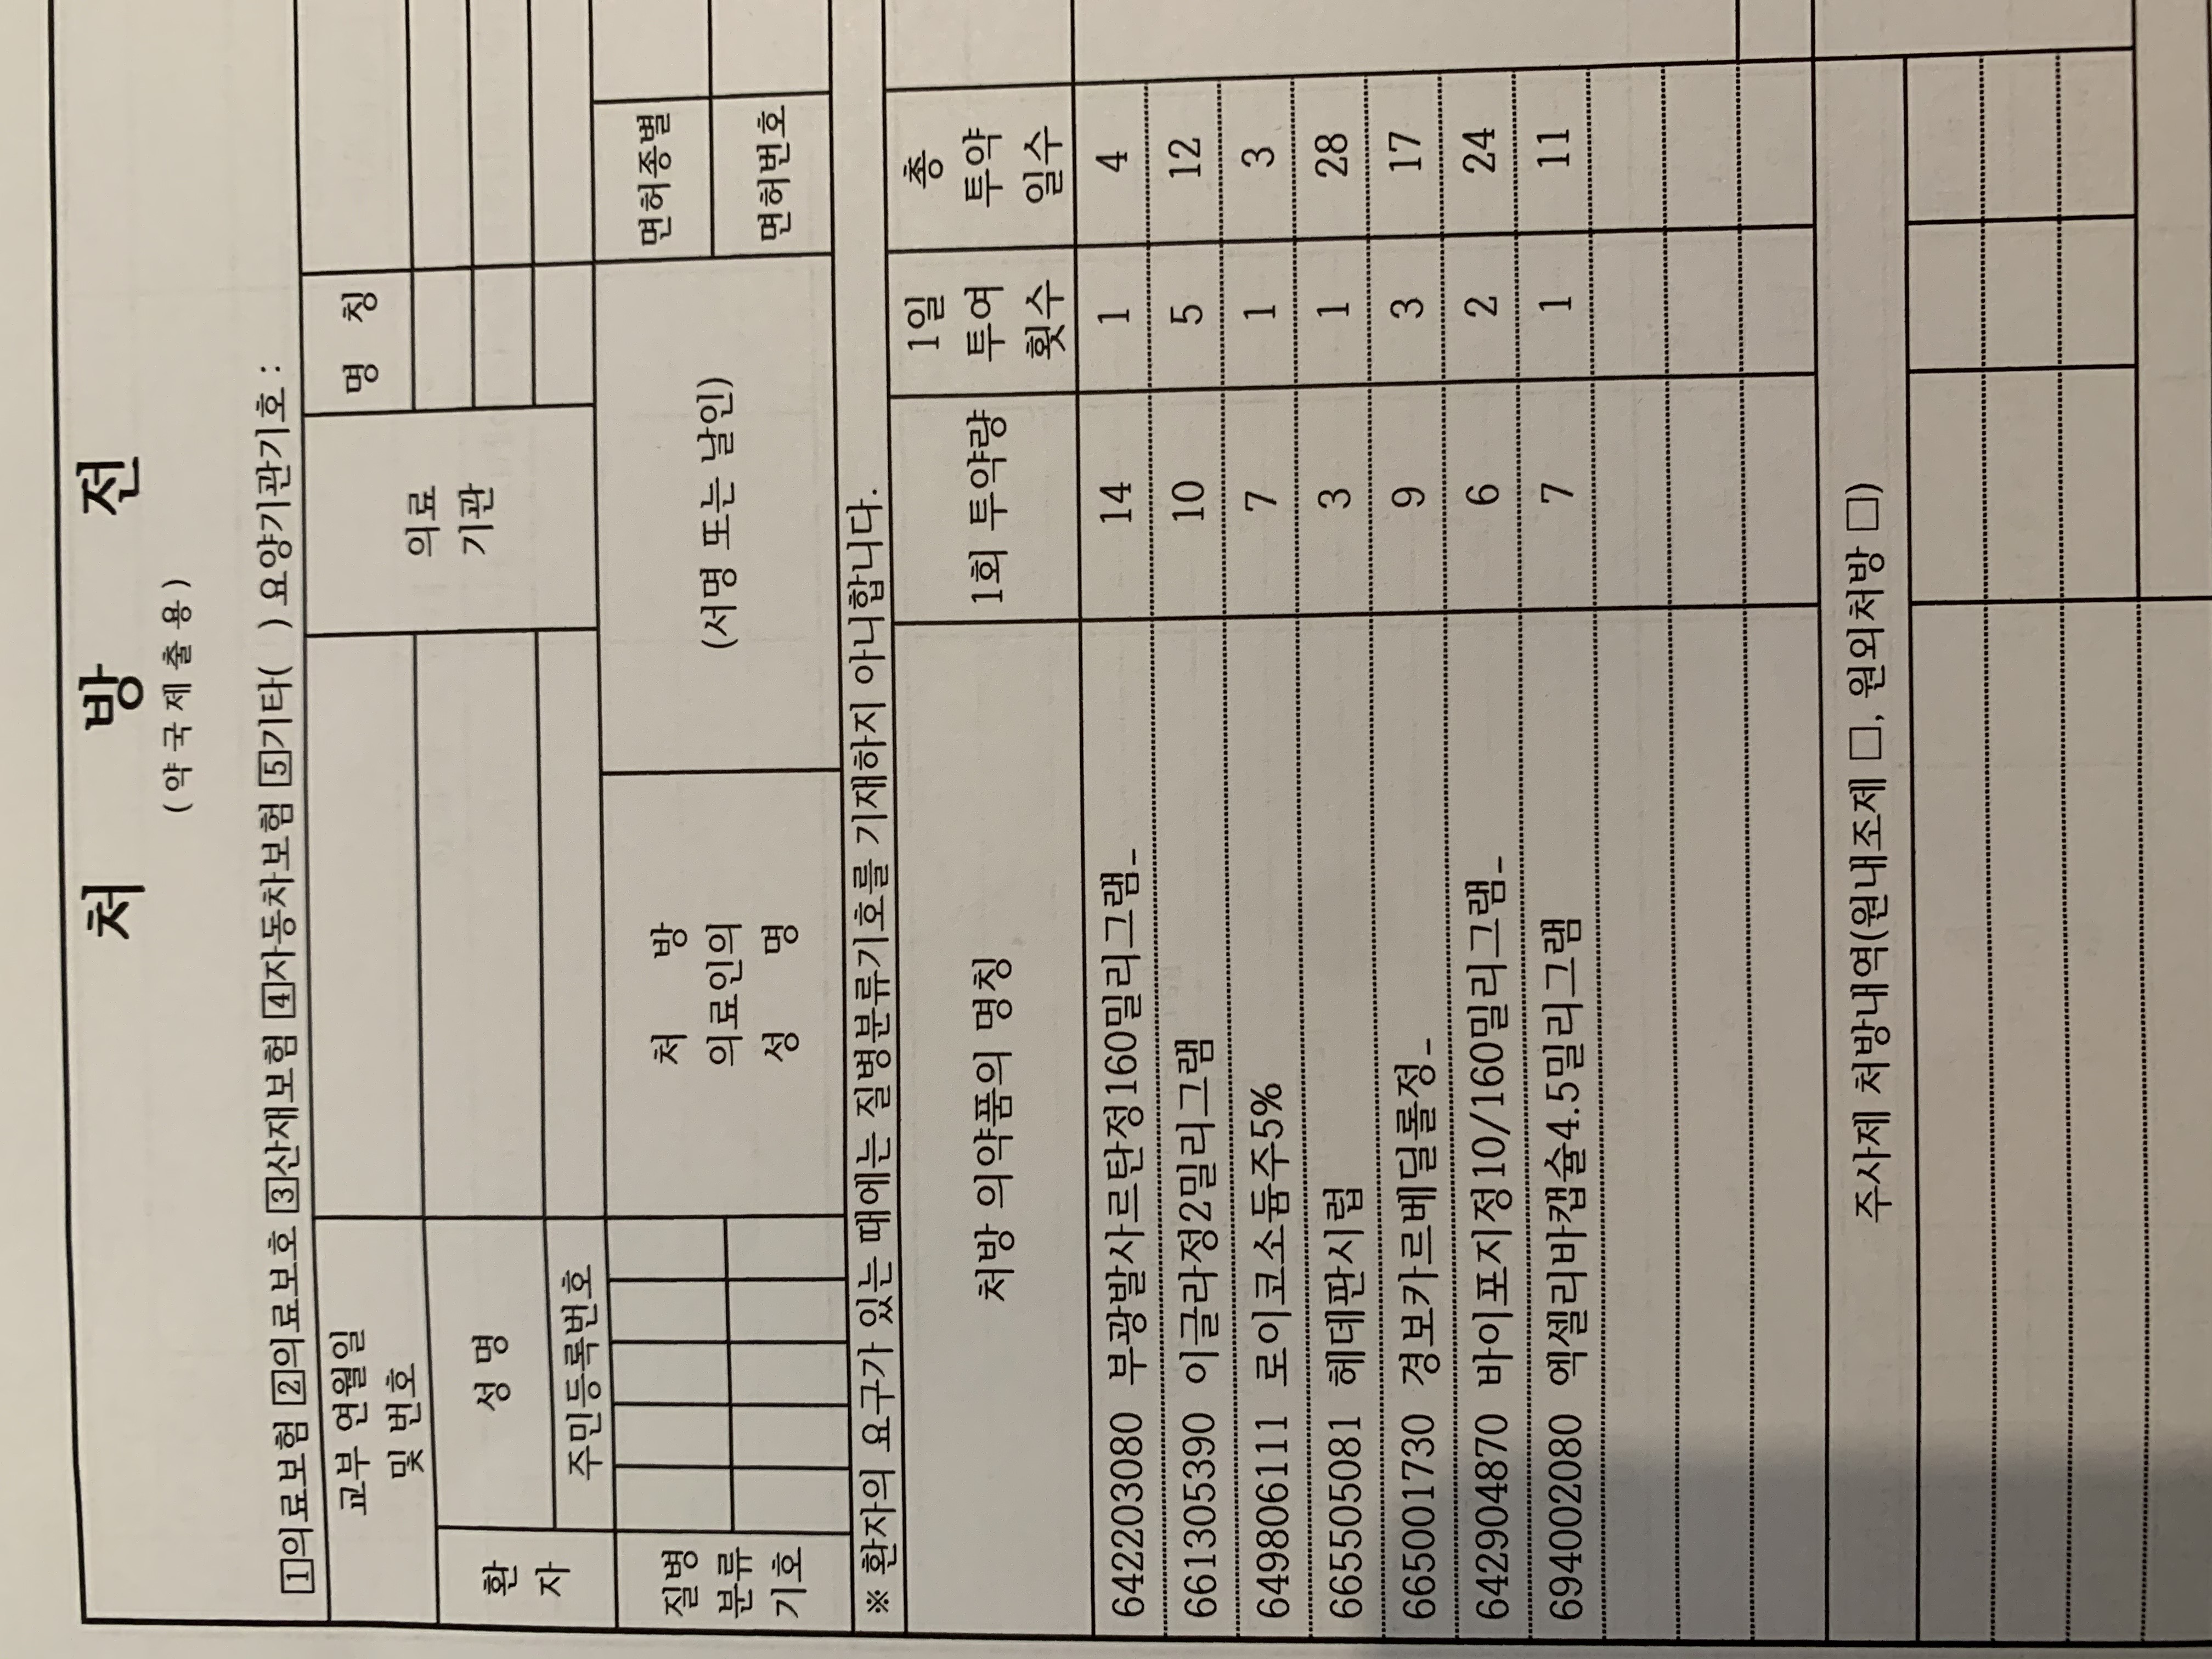 처 방 전
(약국제출용)
1의료보험 2의료보호 3산재보험 4자동차보험 5기타( ) 요양기관기호 :
교부 연월일
및 번호
의료
기관
명 칭
환
자
성 명
주민등록번호
질병
분류
기호
처 방
의료인의
성 명
(서명 또는 날인)
면허종별
면허번호
※ 환자의 요구가 있는 때에는 질병분류기호를 기재하지 아니합니다.
처방 의약품의 명칭
1회 투약량
1일
투여
횟수
총
투약
일수
642203080 부광발사르탄정160밀리그램_ 14 1 4
661305390 이글라정2밀리그램 10 5 12
649806111 로이코소듐주5% 7 1 3
665505081 헤데판시럽 3 1 28
665001730 경보카르베딜롤정_ 9 3 17
642904870 바이포지정10/160밀리그램_ 6 2 24
694002080 엑셀리바캡슐4.5밀리그램 7 1 11
주사제 처방내역(원내조제 □, 원외처방 □)